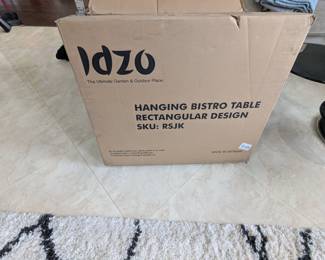 Idzo
The Ultimate Garden & Outdoor Place
HANGING BISTRO TABLE
RECTANGULAR DESIGN
SKU: RSJK